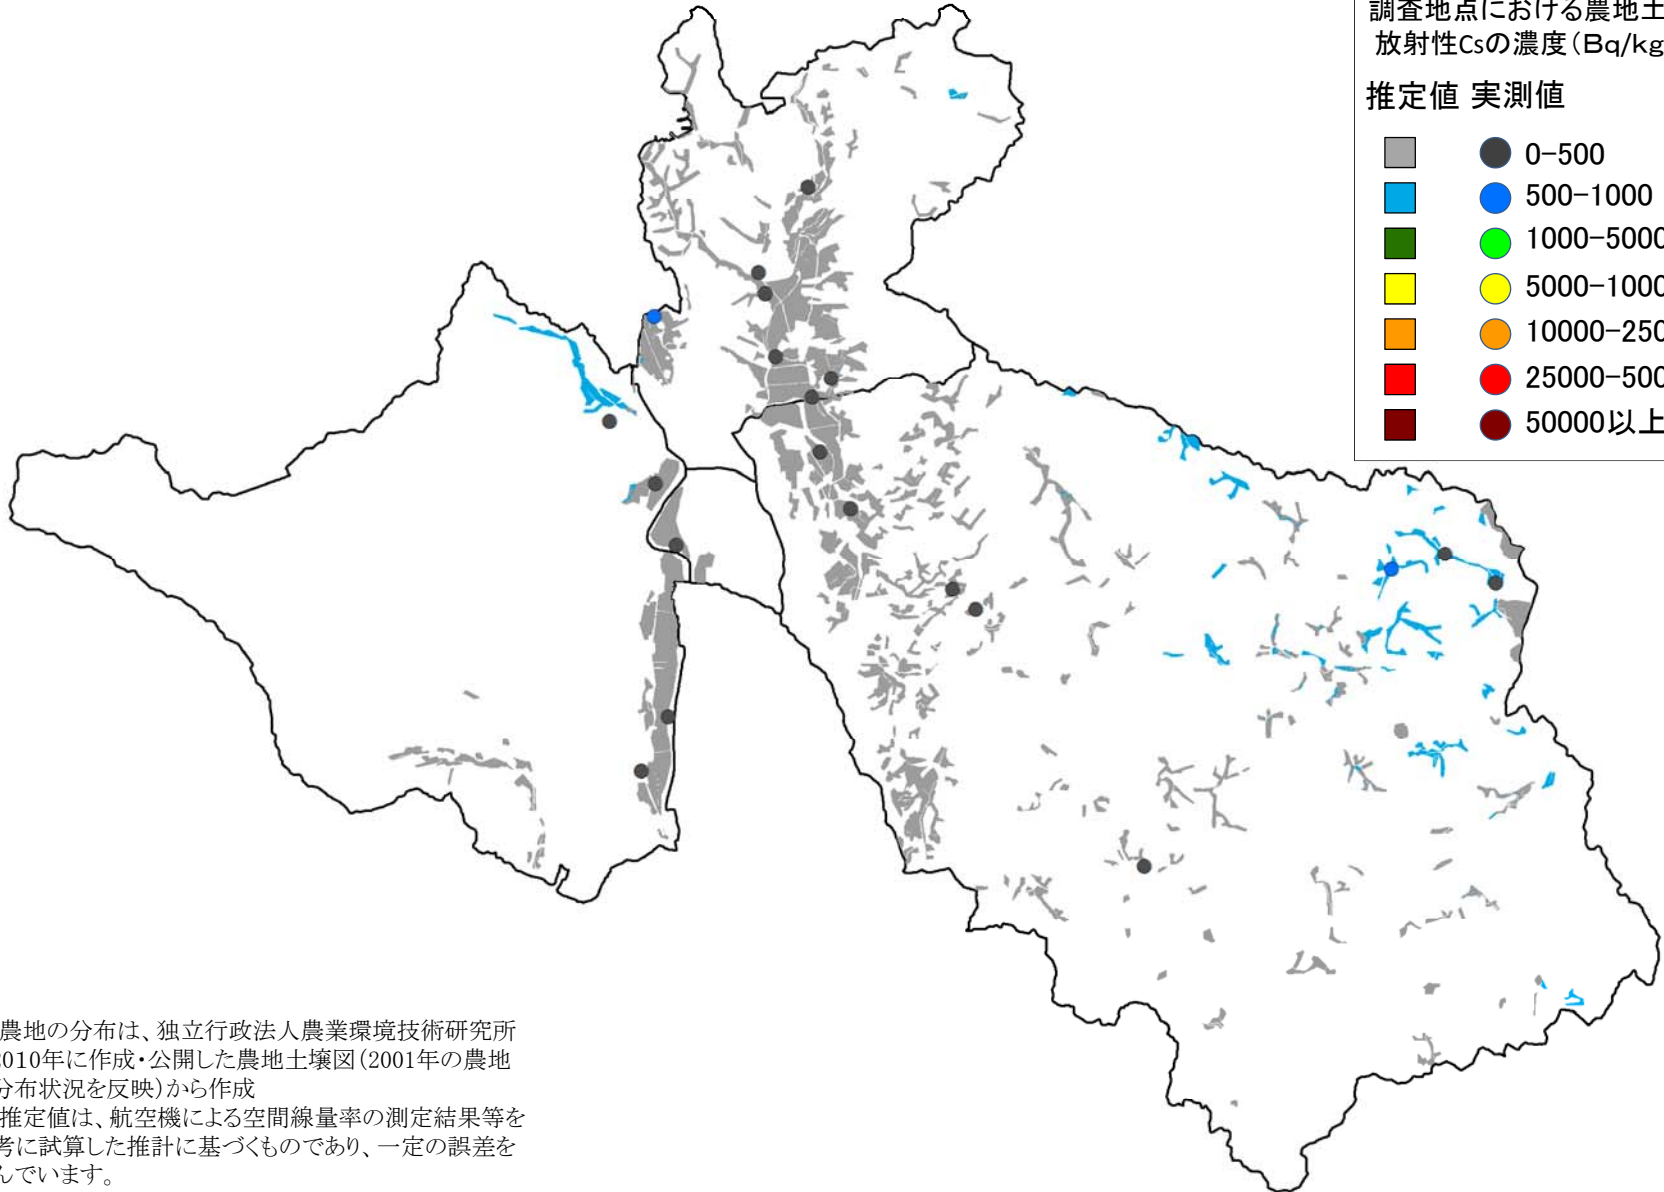 調査地点における農地土
放射性Csの濃度(Bq/kg
推定値 実測値
0-500
500-1000
1000-5000
5000-1000
10000-250
25000-500
50000以上
農地の分布は、独立行政法人農業環境技術研究所
2010年に作成・公開した農地土壌図(2001年の農地
分布状況を反映)から作成
推定値は、航空機による空間線量率の測定結果等を
考に試算した推計に基づくものであり、一定の誤差を
んでいます。